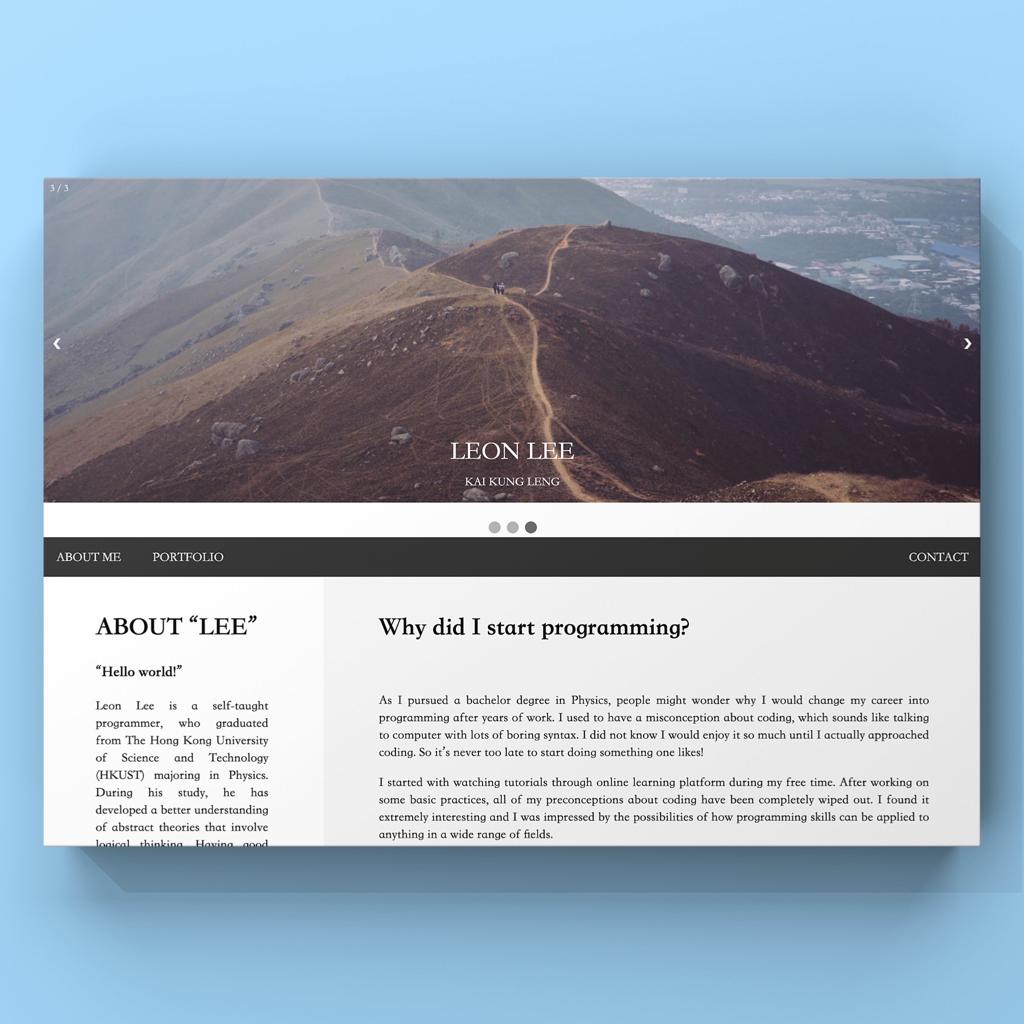 3 / 3
‹
›
LEON LEE
KAI KUNG LENG
ABOUT ME PORTFOLIO CONTACT
ABOUT “LEE”
“Hello world!”
Leon Lee is a self-taught
programmer, who graduated
from The Hong Kong University
of Science and Technology
(HKUST) majoring in Physics.
During his study, he has
developed a better understanding
of abstract theories that involve
logical thinking. Having good
Why did I start programming?
As I pursued a bachelor degree in Physics, people might wonder why I would change my career into
programming after years of work. I used to have a misconception about coding, which sounds like talking
to computer with lots of boring syntax. I did not know I would enjoy it so much until I actually approached
coding. So it’s never too late to start doing something one likes!
I started with watching tutorials through online learning platform during my free time. After working on
some basic practices, all of my preconceptions about coding have been completely wiped out. I found it
extremely interesting and I was impressed by the possibilities of how programming skills can be applied to
anything in a wide range of fields.